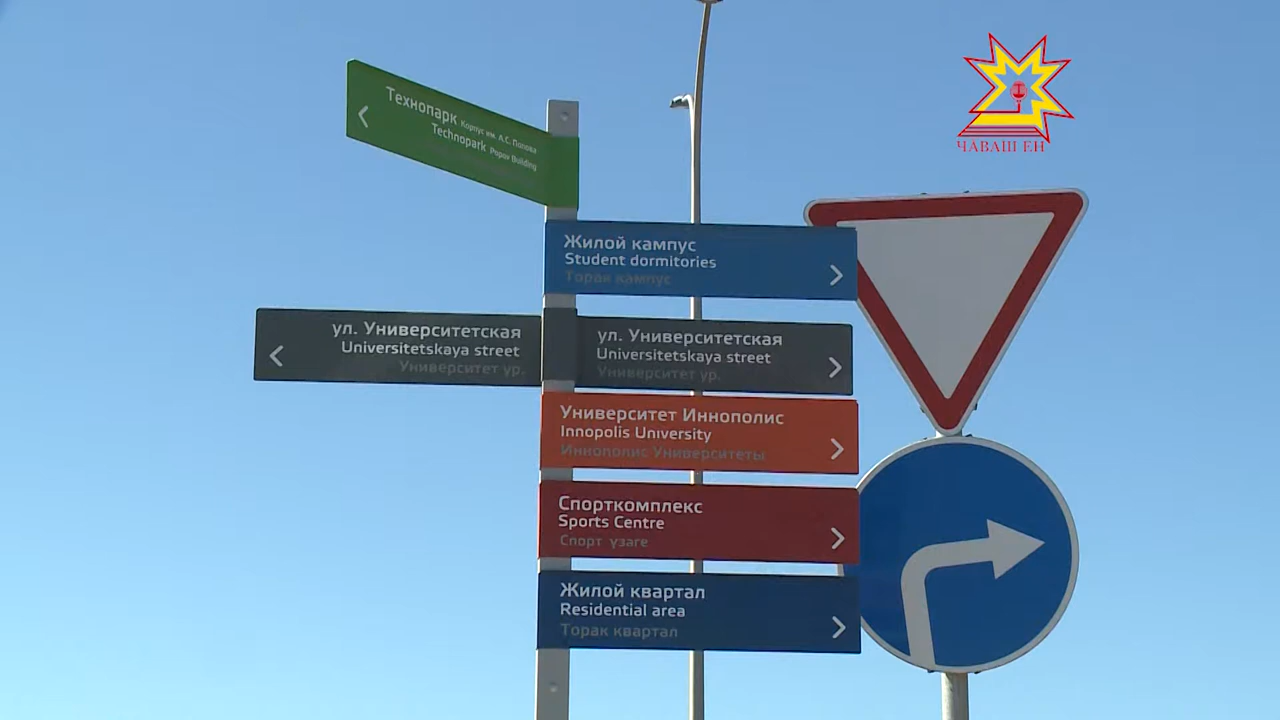 ЧАВАШ ЕН
Технопарк Корпус им. А.С. Попова
Technopark Popov Building
Жилой кампус
Student dormitories
Торак кампус
ул. Университетская
Universitetskaya street
Университет ур.
ул. Университетская
Universitetskaya street
Университет ур.
Университет Иннополис
Innopolis University
Иннополис Университеты
Спорткомплекс
Sports Centre
Спорт үзәге
Жилой квартал
Residential area
Торак квартал